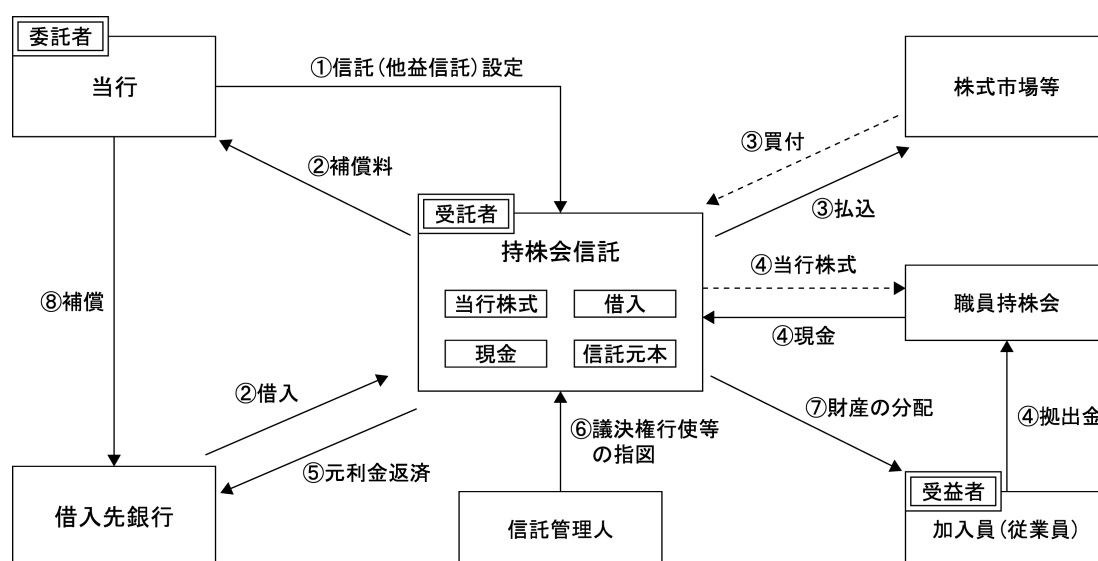 委託者
当行
①信託(他益信託)設定
株式市場等
③買付
②補償料
③払込
受託者
持株会信託
④当行株式
⑧補償
当行株式
借入
職員持株会
④現金
現金
信託元本
②借入
⑦財産の分配
④拠出金
⑥議決権行使等
の指図
⑤元利金返済
受益者
借入先銀行
信託管理人
加入員(従業員)